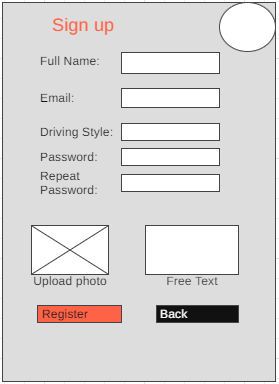 Sign up
Full Name:
Email:
Driving Style:
Password:
Repeat
Password:
Upload photo
Free Text
Register
Back